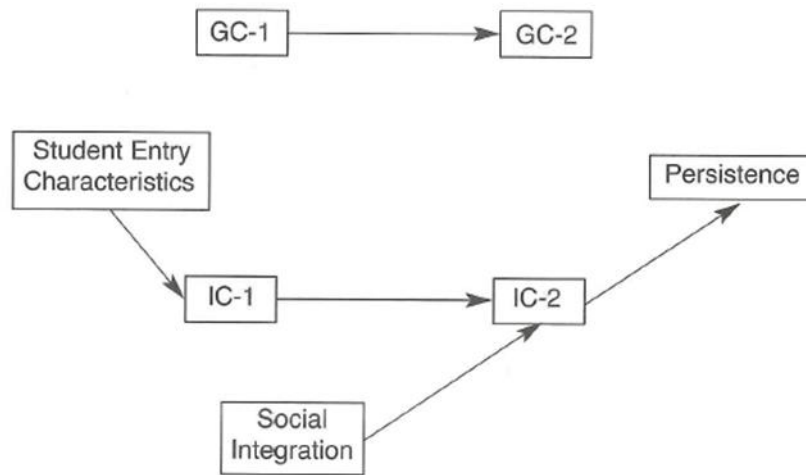 GC-1
GC-2
Student Entry
Characteristics
Persistence
IC-1
IC-2
Social
Integration